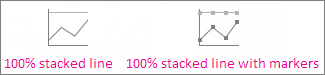 100% stacked line
100% stacked line with markers